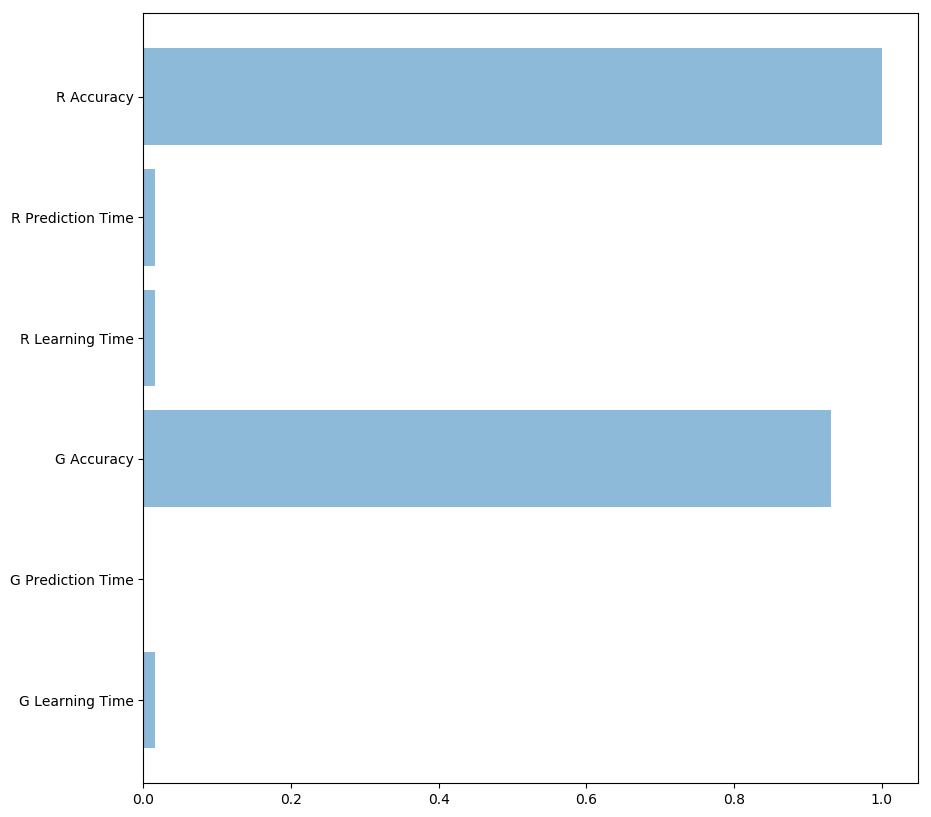 R Accuracy
R Prediction Time
R Learning Time
G Accuracy
G Prediction Time
G Learning Time
0.0 0.2 0.4 0.6 0.8 1.0